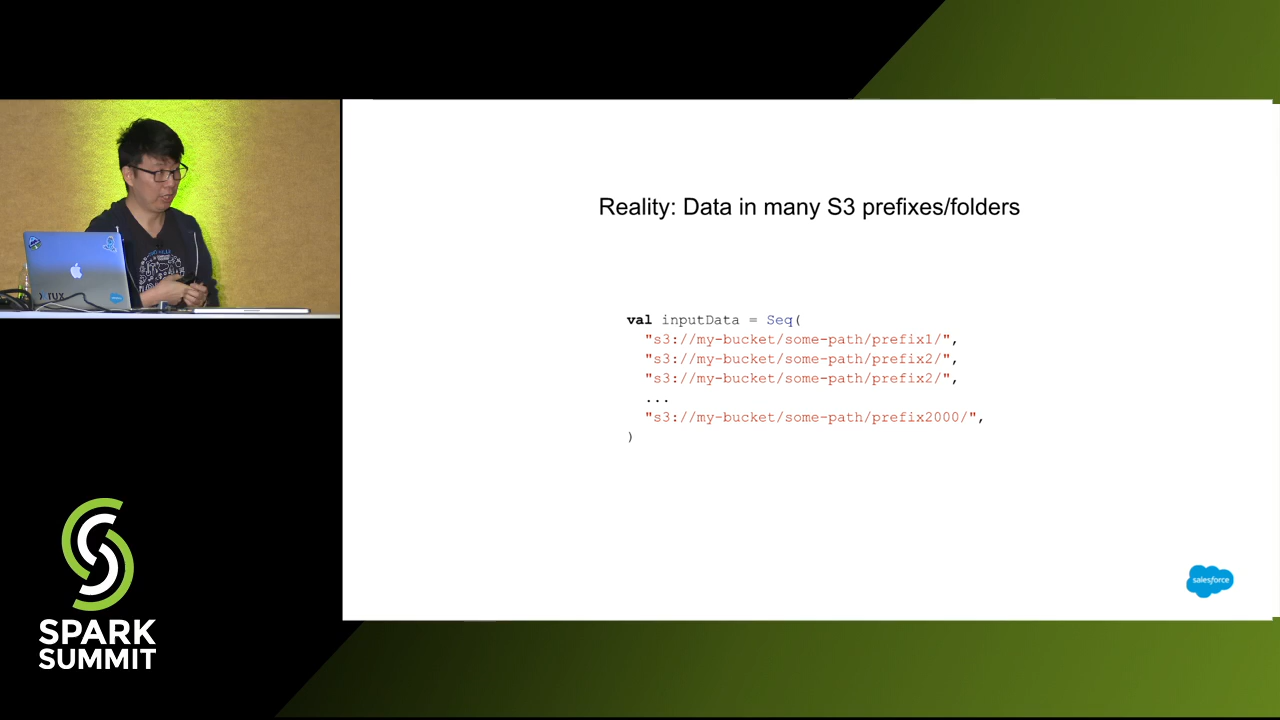 Reality: Data in many S3 prefixes/folders
val inputData = Seq(
"s3://my-bucket/some-path/prefix1/",
"s3://my-bucket/some-path/prefix2/",
"s3://my-bucket/some-path/prefix2/",
...
"s3://my-bucket/some-path/prefix2000/",
)
salesforce
SPARK
SUMMIT